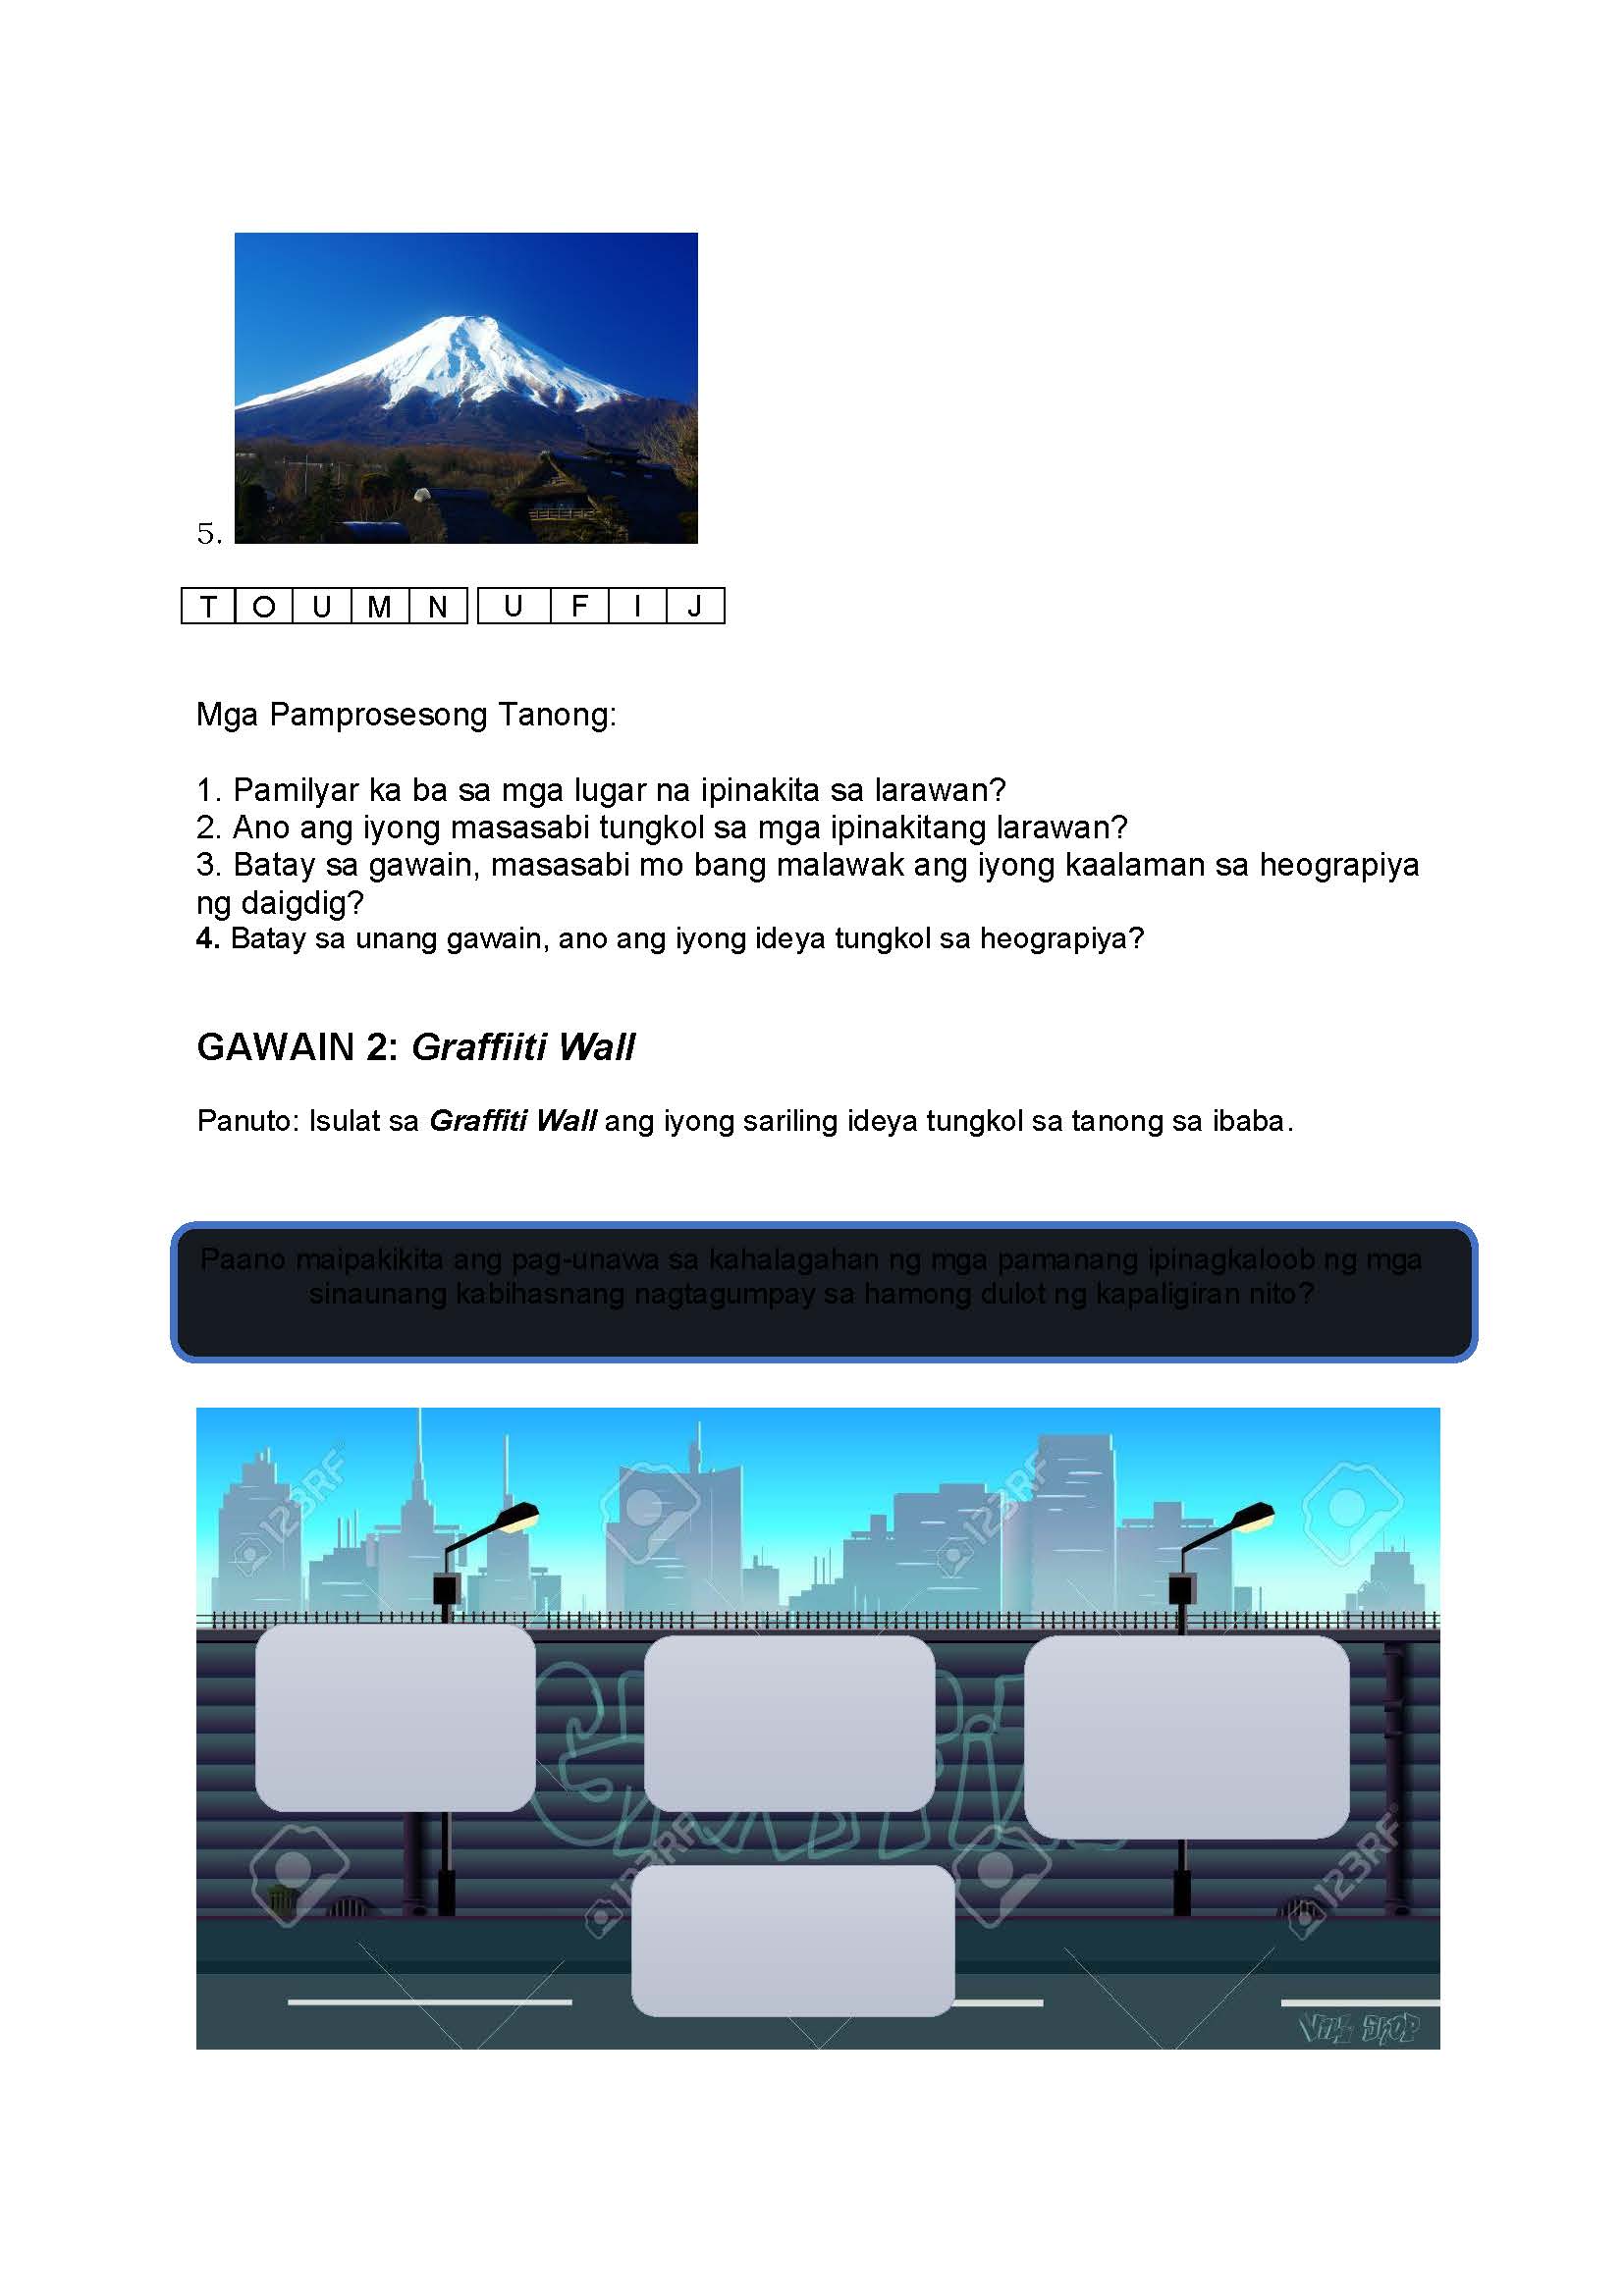 5.
T O U M N U F I J
Mga Pamprosesong Tanong:
1. Pamilyar ka ba sa mga lugar na ipinakita sa larawan?
2. Ano ang iyong masasabi tungkol sa mga ipinakitang larawan?
3. Batay sa gawain, masasabi mo bang malawak ang iyong kaalaman sa heograpiya
ng daigdig?
4. Batay sa unang gawain, ano ang iyong ideya tungkol sa heograpiya?
GAWAIN 2: Graffiiti Wall
Panuto: Isulat sa Graffiti Wall ang iyong sariling ideya tungkol sa tanong sa ibaba.
Paano maipakikita ang pag-unawa sa kahalagahan ng mga pamanang ipinagkaloob ng mga
sinaunang kabihasnang nagtagumpay sa hamong dulot ng kapaligiran nito?
123RF
123RF
123RF
123RF